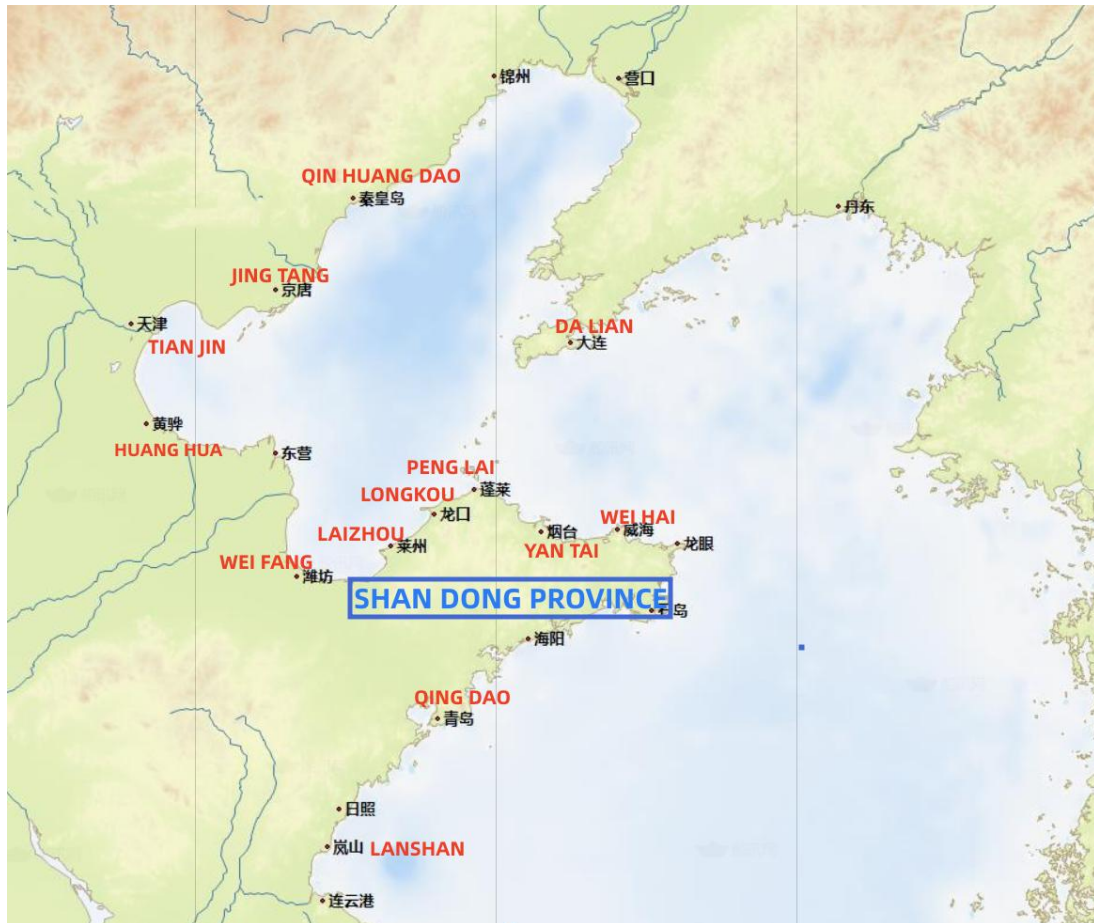 锦州
营口
QIN HUANG DAO
秦皇岛
丹东
JING TANG
京唐
天津
TIAN JIN
DA LIAN
大连
黄骅
HUANG HUA
东营
PENG LAI
蓬莱
LONGKOU
龙口
LAIZHOU
莱州
烟台
YAN TAI
WEI HAI
威海
龙眼
WEI FANG
潍坊
SHAN DONG PROVINCE
岛
海阳
QING DAO
青岛
日照
岚山
LANSHAN
连云港